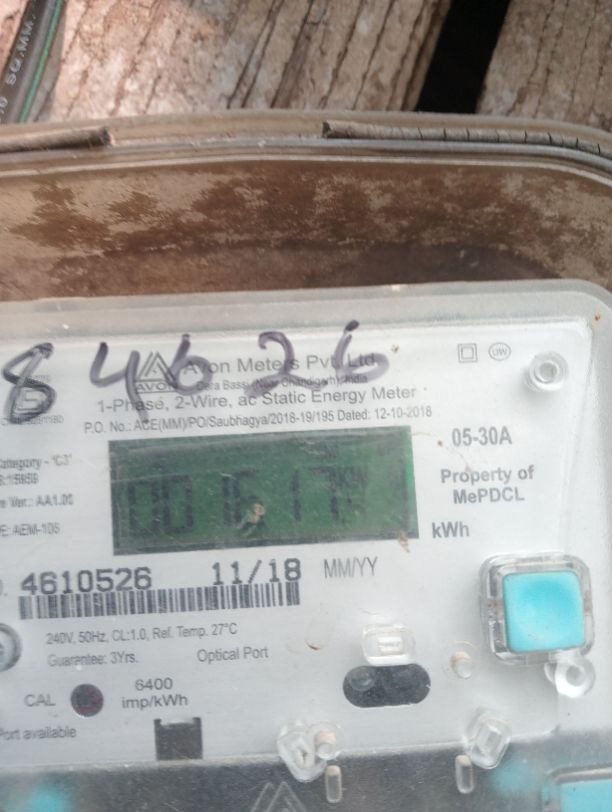 0 SQ.MM.
84626
Avon Meters Pvt. Ltd.
AVON
Dera Bassi (Near Chandigarh), India
1-Phase, 2-Wire, ac Static Energy Meter
P.O. No.: ACE(MM)/PO/Saubhagya/2018-19/195 Dated: 12-10-2018
05-30A
Category - 'C3'
Property of
MePDCL
001617
kWh
AEM-105
4610526 11/18 MM/YY
240V, 50Hz, CL:1.0, Ref. Temp. 27°C
Guarantee: 3Yrs. Optical Port
6400
CAL imp/kWh
Port available